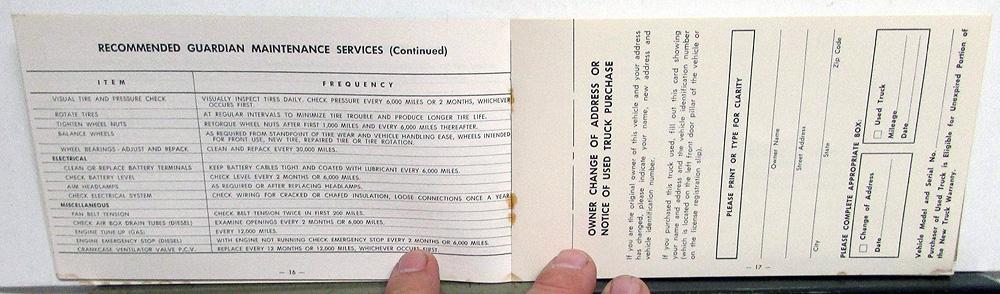 RECOMMENDED GUARDIAN MAINTENANCE SERVICES (Continued)
ITEM FREQUENCY
VISUAL TIRE AND PRESSURE CHECK VISUALLY INSPECT TIRES DAILY. CHECK PRESSURE EVERY 6,000 MILES OR 2 MONTHS, WHICHEVER
OCCURS FIRST.
ROTATE TIRES AT REGULAR INTERVALS TO MINIMIZE TIRE TROUBLE AND PRODUCE LONGER TIRE LIFE.
TIGHTEN WHEEL NUTS RETORQUE WHEEL NUTS AFTER FIRST 1,000 MILES AND EVERY 6,000 MILES THEREAFTER.
BALANCE WHEELS AS REQUIRED FROM STANDPOINT OF TIRE WEAR AND VEHICLE HANDLING EASE, WHEELS INTENDED
FOR FRONT USE, NEW TIRE, REPAIRED TIRE OR TIRE ROTATION.
WHEEL BEARINGS - ADJUST AND REPACK CLEAN AND REPACK EVERY 30,000 MILES.
ELECTRICAL
CLEAN OR REPLACE BATTERY TERMINALS KEEP BATTERY CABLES TIGHT AND COATED WITH LUBRICANT EVERY 6,000 MILES.
CHECK BATTERY LEVEL CHECK LEVEL EVERY 2 MONTHS OR 6,000 MILES.
AIM HEADLAMPS AS REQUIRED OR AFTER REPLACING HEADLAMPS.
CHECK ELECTRICAL SYSTEM CHECK WIRING FOR CRACKED OR CHAFED INSULATION, LOOSE CONNECTIONS ONCE A YEAR
MISCELLANEOUS
FAN BELT TENSION CHECK BELT TENSION TWICE IN FIRST 200 MILES.
CHECK AIR BOX DRAIN TUBES (DIESEL) EXAMINE OPENINGS EVERY 2 MONTHS OR 6,000 MILES.
ENGINE TUNE-UP (GAS) EVERY 12,000 MILES.
ENGINE EMERGENCY STOP (DIESEL) WITH ENGINE NOT RUNNING CHECK EMERGENCY STOP EVERY 2 MONTHS OR 6,000 MILES.
CRANKCASE VENTILATOR VALVE P.C.V. REPLACE EVERY 12 MONTHS OR 12,000 MILES, WHICHEVER OCCURS FIRST
— 16 —
OWNER CHANGE OF ADDRESS OR
NOTICE OF USED TRUCK PURCHASE
If you are the original owner of this vehicle and your address
has changed, please indicate your name, new address and
vehicle identification number.
If you purchased this truck used, fill out this card showing
your name and address and the vehicle identification number
(which is located on the left front door pillar of the vehicle or
on the license registration slip).
PLEASE PRINT OR TYPE FOR CLARITY
Owner Name
Street Address
City State Zip Code
PLEASE COMPLETE APPROPRIATE BOX:
Change of Address Used Truck
Date Mileage
Date
Vehicle Model and Serial No.
Purchaser of Used Truck is Eligible for Unexpired Portion of
the New Truck Warranty.
— 17 —